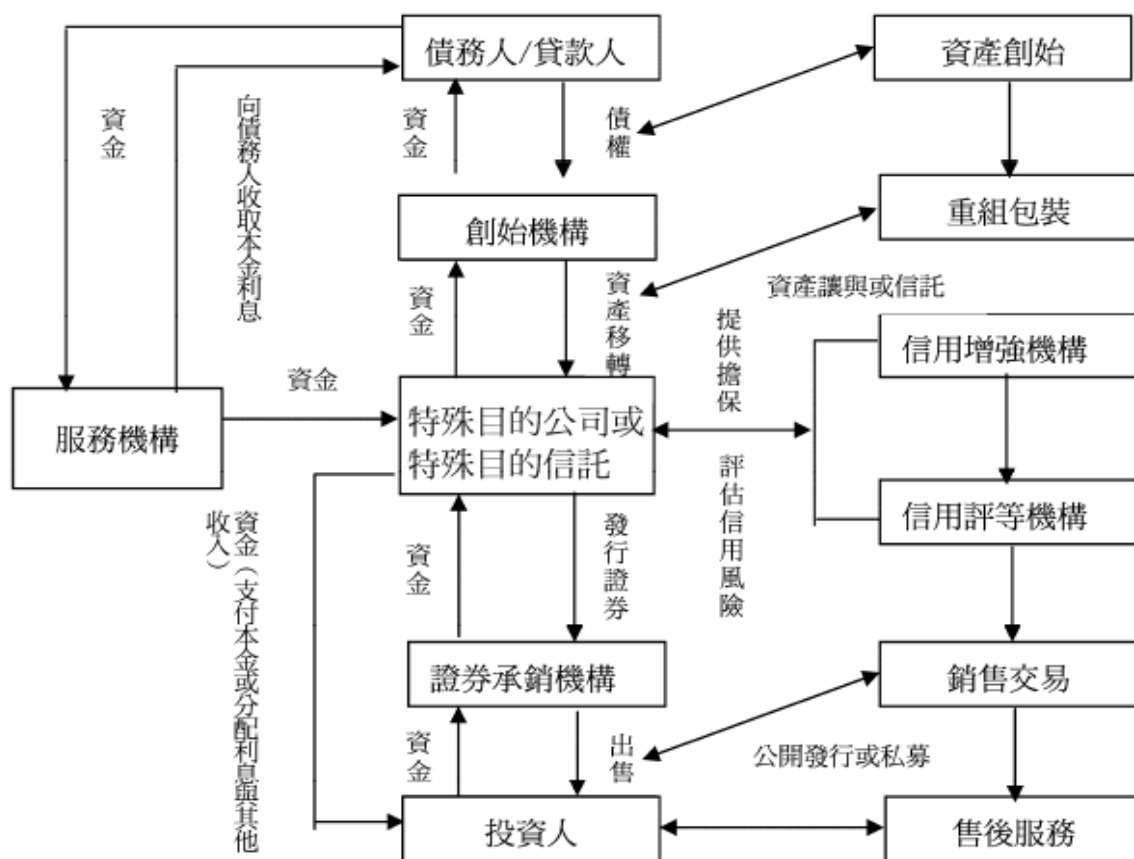 債務人/貸款人
資產創始
資金
向債務人收取本金利息
資金
債權
創始機構
重組包裝
資金
資產移轉
資產讓與或信託
提供擔保
信用增強機構
服務機構
資金
特殊目的公司或
特殊目的信託
評估信用風險
信用評等機構
資金（支付本金或分配利息與其他
收入）
資金
發行證券
證券承銷機構
銷售交易
資金
出售
公開發行或私募
投資人
售後服務